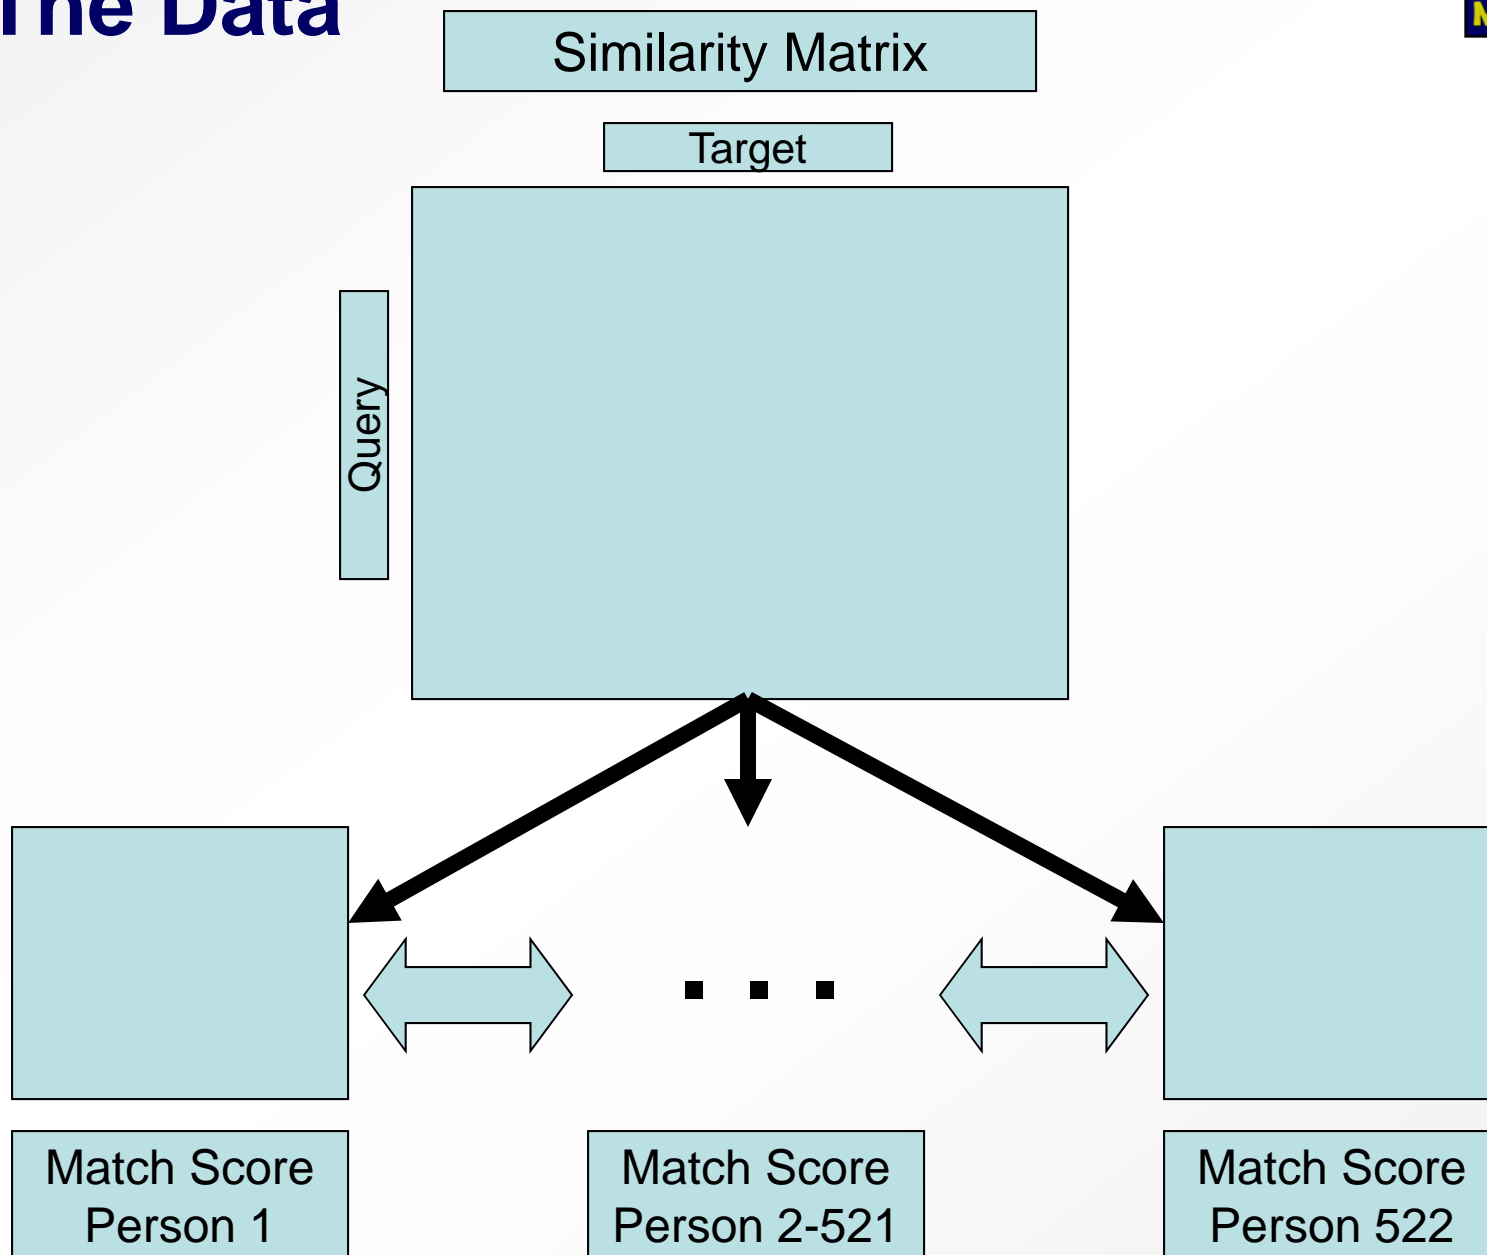 The Data
Similarity Matrix
Target
Query
Match Score
Person 1
Match Score
Person 2-521
Match Score
Person 522